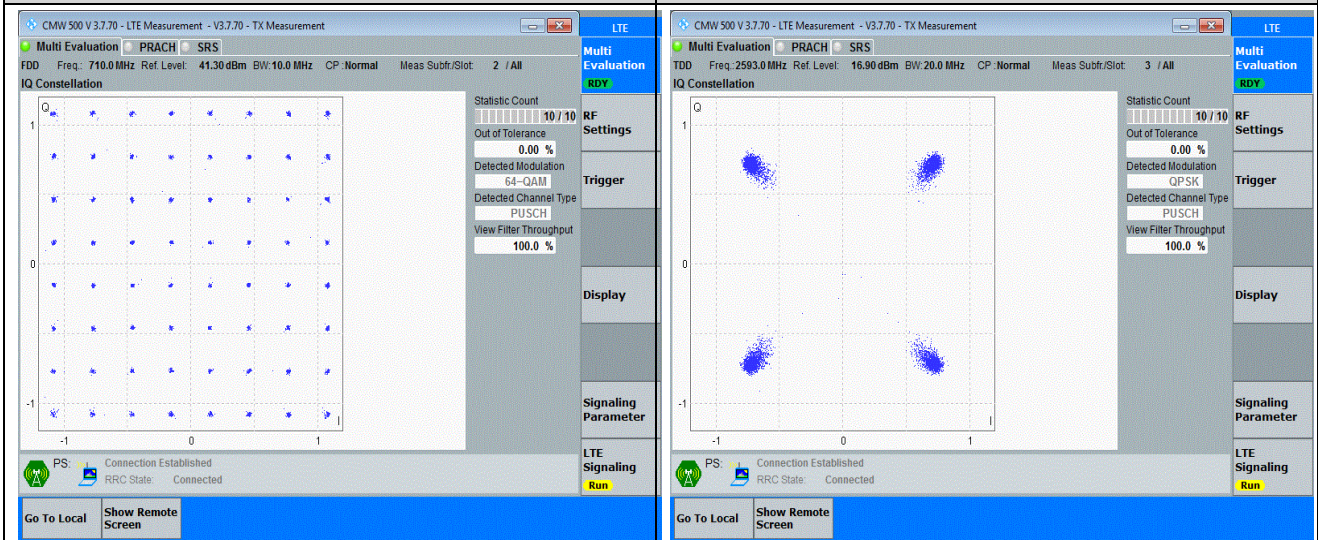 CMW 500 V 3.7.70 - LTE Measurement - V3.7.70 - TX Measurement
LTE
Multi Evaluation PRACH SRS
Multi
Evaluation
RDY
FDD Freq.: 710.0 MHz Ref. Level: 41.30 dBm BW: 10.0 MHz CP : Normal Meas Subfr./Slot: 2 / All
IQ Constellation
Q
1
0
-1
-1 0 1
I
Statistic Count
10 / 10
Out of Tolerance
0.00 %
Detected Modulation
64-QAM
Detected Channel Type
PUSCH
View Filter Throughput
100.0 %
RF
Settings
Trigger
Display
Signaling
Parameter
LTE
Signaling
Run
PS: Connection Established
RRC State: Connected
Go To Local
Show Remote
Screen
CMW 500 V 3.7.70 - LTE Measurement - V3.7.70 - TX Measurement
LTE
Multi Evaluation PRACH SRS
Multi
Evaluation
RDY
TDD Freq.: 2593.0 MHz Ref. Level: 16.90 dBm BW: 20.0 MHz CP : Normal Meas Subfr./Slot: 3 / All
IQ Constellation
Q
1
0
-1
-1 0 1
I
Statistic Count
10 / 10
Out of Tolerance
0.00 %
Detected Modulation
QPSK
Detected Channel Type
PUSCH
View Filter Throughput
100.0 %
RF
Settings
Trigger
Display
Signaling
Parameter
LTE
Signaling
Run
PS: Connection Established
RRC State: Connected
Go To Local
Show Remote
Screen